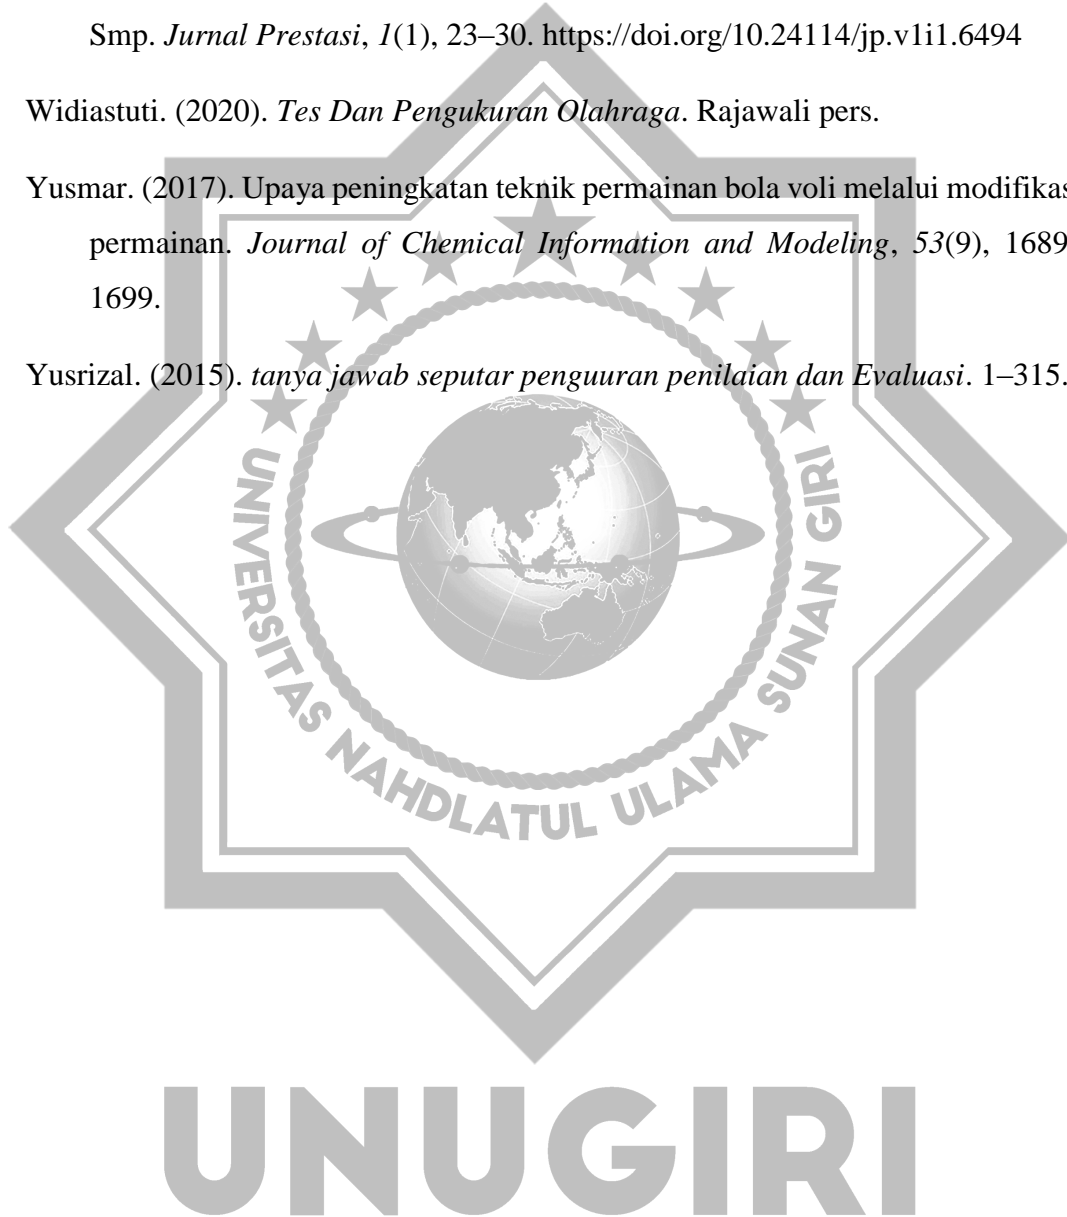 Smp. Jurnal Prestasi, 1(1), 23–30. https://doi.org/10.24114/jp.v1i1.6494
Widiastuti. (2020). Tes Dan Pengukuran Olahraga. Rajawali pers.
Yusmar. (2017). Upaya peningkatan teknik permainan bola voli melalui modifikas
permainan. Journal of Chemical Information and Modeling, 53(9), 1689
1699.
Yusrizal. (2015). tanya jawab seputar penguuran penilaian dan Evaluasi. 1–315.
UNIVERSITAS NAHDLATUL ULAMA SUNAN GIRI
UNUGIRI